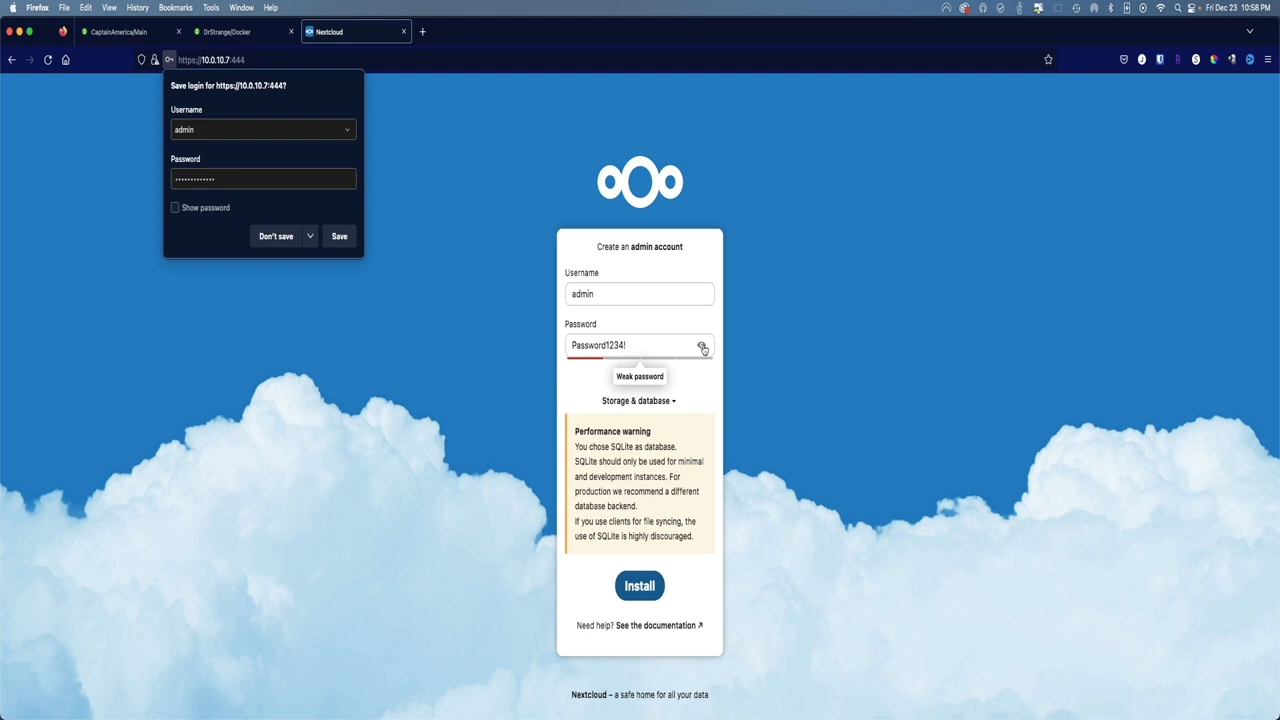 Firefox File Edit View History Bookmarks Tools Window Help
Fri Dec 23 10:58 PM
CaptainAmerica/Main
DrStrange/Docker
Nextcloud
https://10.0.10.7:444
Save login for https://10.0.10.7:444?
Username
admin
Password
•••••••••••••
Show password
Don't save
Save
Create an admin account
Username
admin
Password
Password1234!
Weak password
Storage & database
Performance warning
You chose SQLite as database.
SQLite should only be used for minimal
and development instances. For
production we recommend a different
database backend.
If you use clients for file syncing, the
use of SQLite is highly discouraged.
Install
Need help? See the documentation ↗
Nextcloud – a safe home for all your data